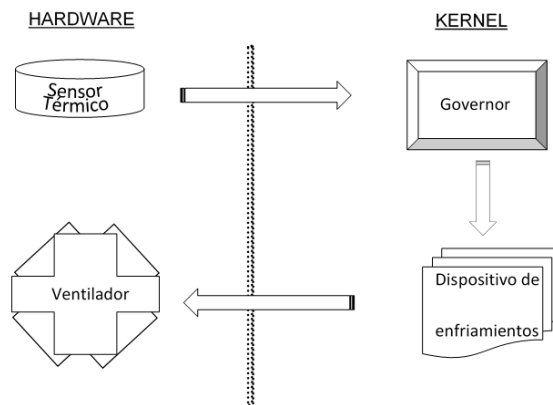 HARDWARE
KERNEL
Sensor
Térmico
Governor
Ventilador
Dispositivo de
enfriamientos